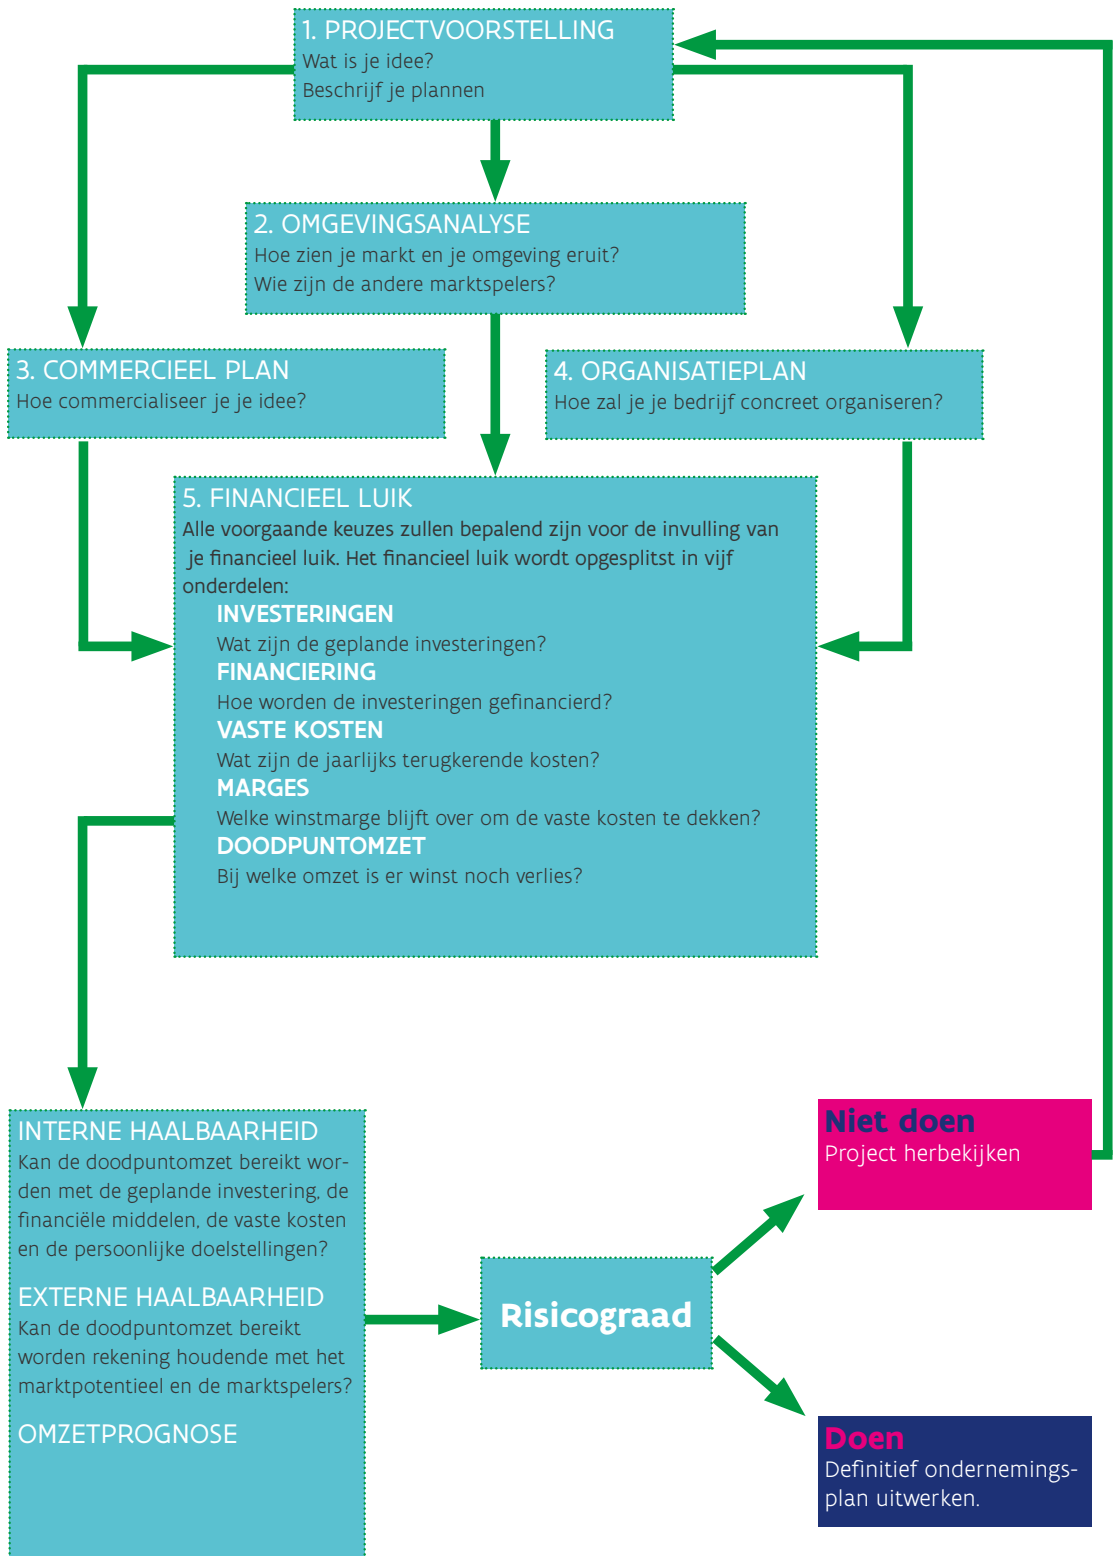 1. PROJECTVOORSTELLING
Wat is je idee?
Beschrijf je plannen
2. OMGEVINGSANALYSE
Hoe zien je markt en je omgeving eruit?
Wie zijn de andere marktspelers?
3. COMMERCIEEL PLAN
Hoe commercialiseer je je idee?
4. ORGANISATIEPLAN
Hoe zal je je bedrijf concreet organiseren?
5. FINANCIEEL LUIK
Alle voorgaande keuzes zullen bepalend zijn voor de invulling van
je financieel luik. Het financieel luik wordt opgesplitst in vijf
onderdelen:
INVESTERINGEN
Wat zijn de geplande investeringen?
FINANCIERING
Hoe worden de investeringen gefinancierd?
VASTE KOSTEN
Wat zijn de jaarlijks terugkerende kosten?
MARGES
Welke winstmarge blijft over om de vaste kosten te dekken?
DOODPUNTOMZET
Bij welke omzet is er winst noch verlies?
INTERNE HAALBAARHEID
Kan de doodpuntomzet bereikt wor-
den met de geplande investering, de
financiële middelen, de vaste kosten
en de persoonlijke doelstellingen?
EXTERNE HAALBAARHEID
Kan de doodpuntomzet bereikt
worden rekening houdende met het
marktpotentieel en de marktspelers?
OMZETPROGNOSE
Risicograad
Niet doen
Project herbekijken
Doen
Definitief ondernemings-
plan uitwerken.